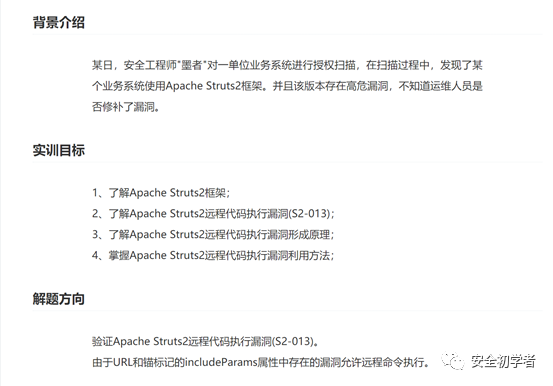 背景介绍
某日，安全工程师"墨者"对一单位业务系统进行授权扫描，在扫描过程中，发现了某
个业务系统使用Apache Struts2框架。并且该版本存在高危漏洞，不知道运维人员是
否修补了漏洞。
实训目标
1、了解Apache Struts2框架；
2、了解Apache Struts2远程代码执行漏洞(S2-013)；
3、了解Apache Struts2远程代码执行漏洞形成原理；
4、掌握Apache Struts2远程代码执行漏洞利用方法；
解题方向
验证Apache Struts2远程代码执行漏洞(S2-013)。
由于URL和锚标记的includeParams属性中存在的漏洞允许远程命令执行。
安全初学者